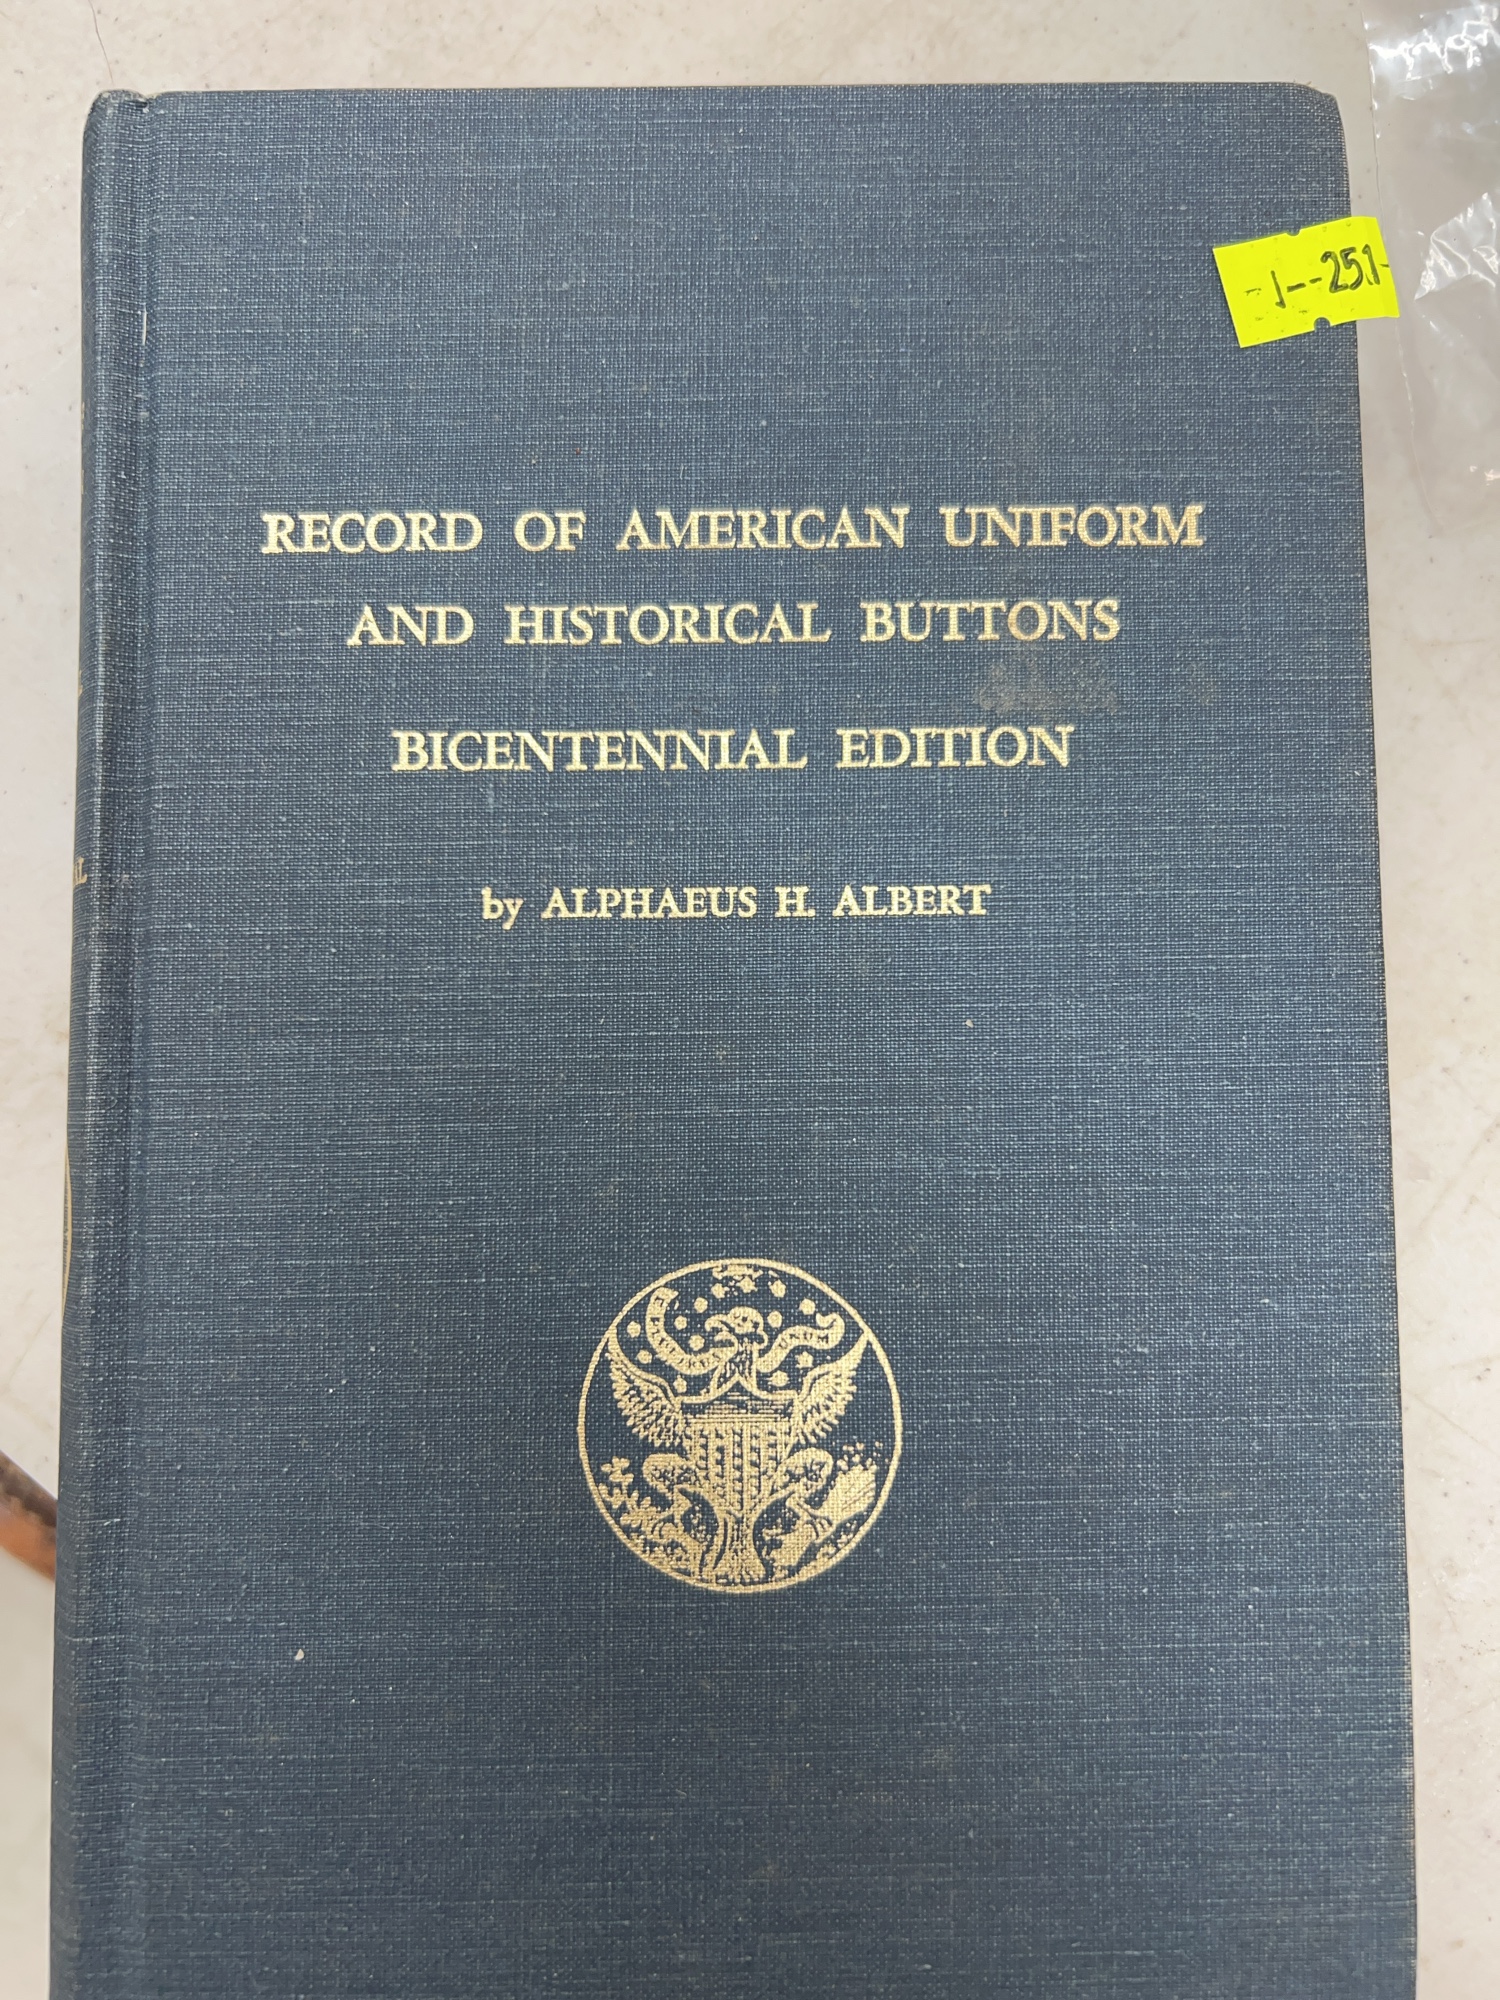 -J--251-
RECORD OF AMERICAN UNIFORM
AND HISTORICAL BUTTONS
BICENTENNIAL EDITION
by ALPHAEUS H. ALBERT